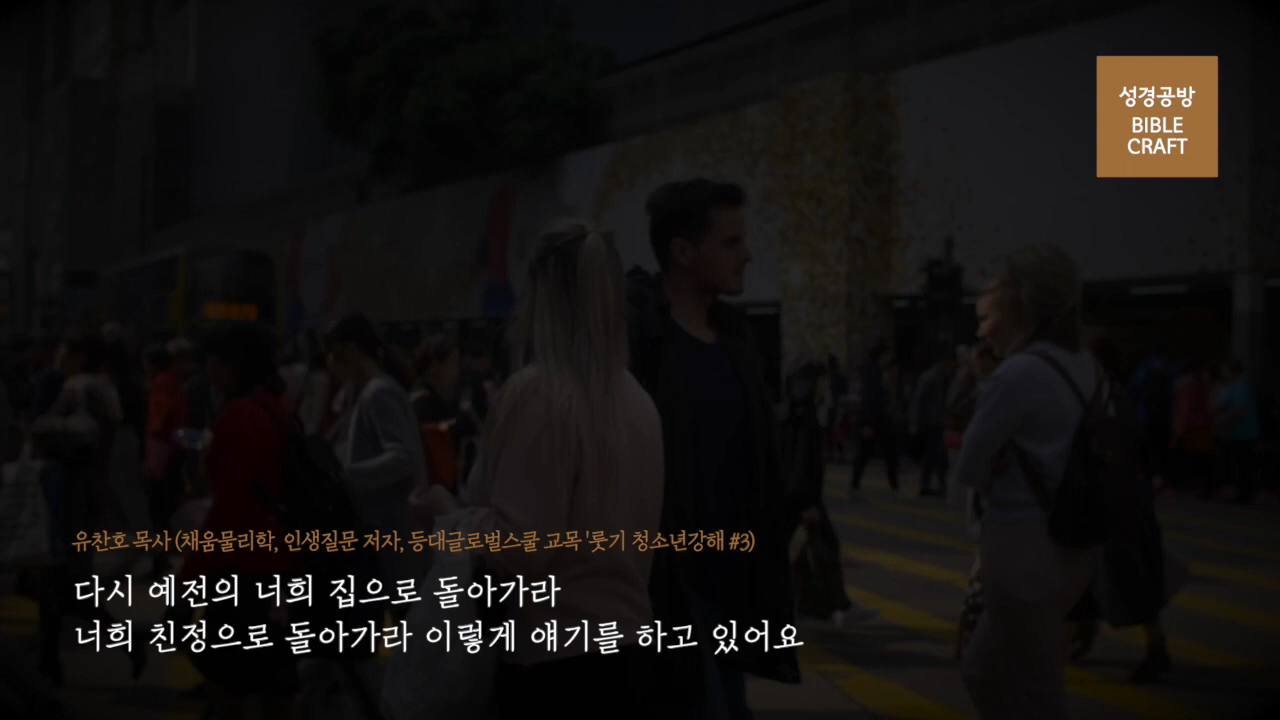 성경공방
BIBLE
CRAFT
유찬호 목사 (채움물리학, 인생질문 저자, 등대글로벌스쿨 교목 '룻기 청소년강해 #3)
다시 예전의 너희 집으로 돌아가라
너희 친정으로 돌아가라 이렇게 얘기를 하고 있어요